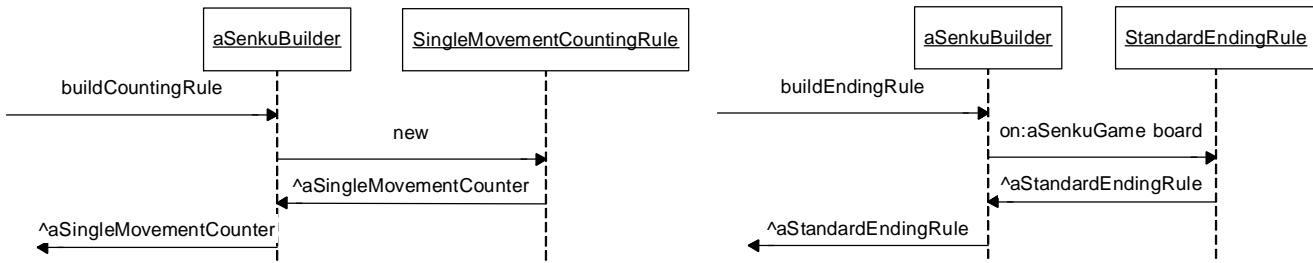 aSenkuBuilder
SingleMovementCountingRule
buildCountingRule
new
^aSingleMovementCounter
^aSingleMovementCounter
aSenkuBuilder
StandardEndingRule
buildEndingRule
on:aSenkuGame board
^aStandardEndingRule
^aStandardEndingRule